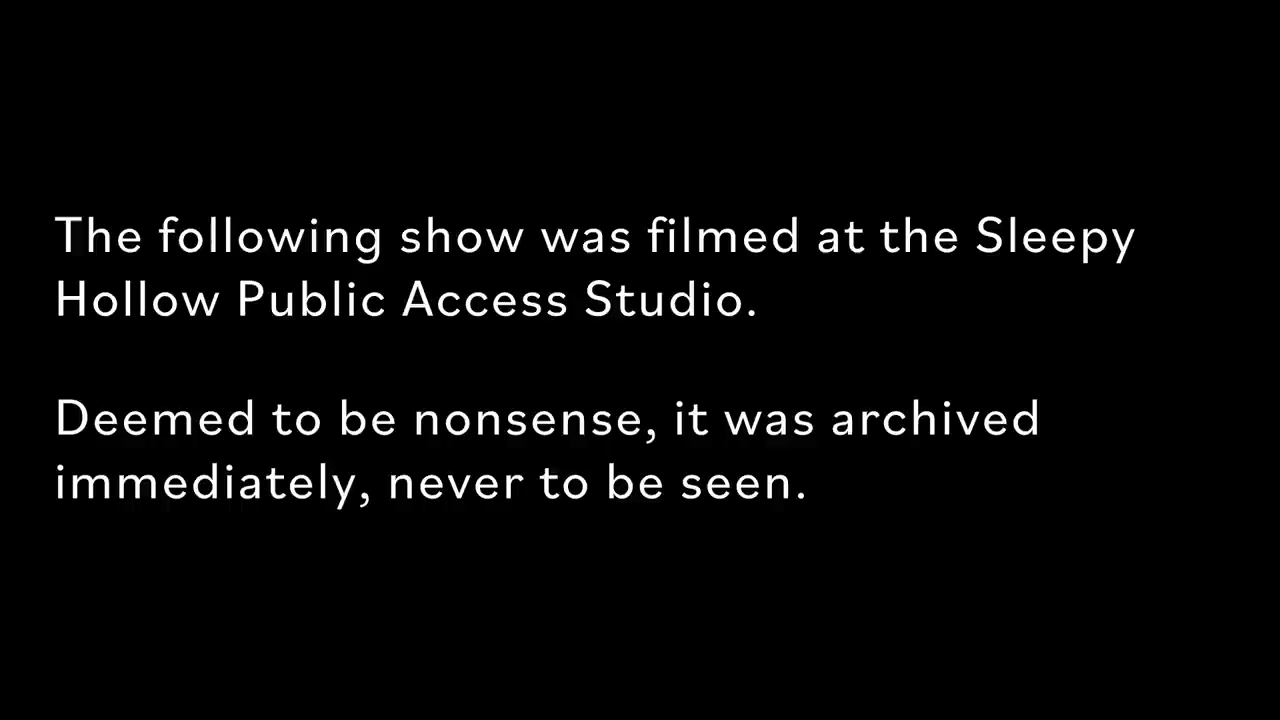 The following show was filmed at the Sleepy
Hollow Public Access Studio.
Deemed to be nonsense, it was archived
immediately, never to be seen.